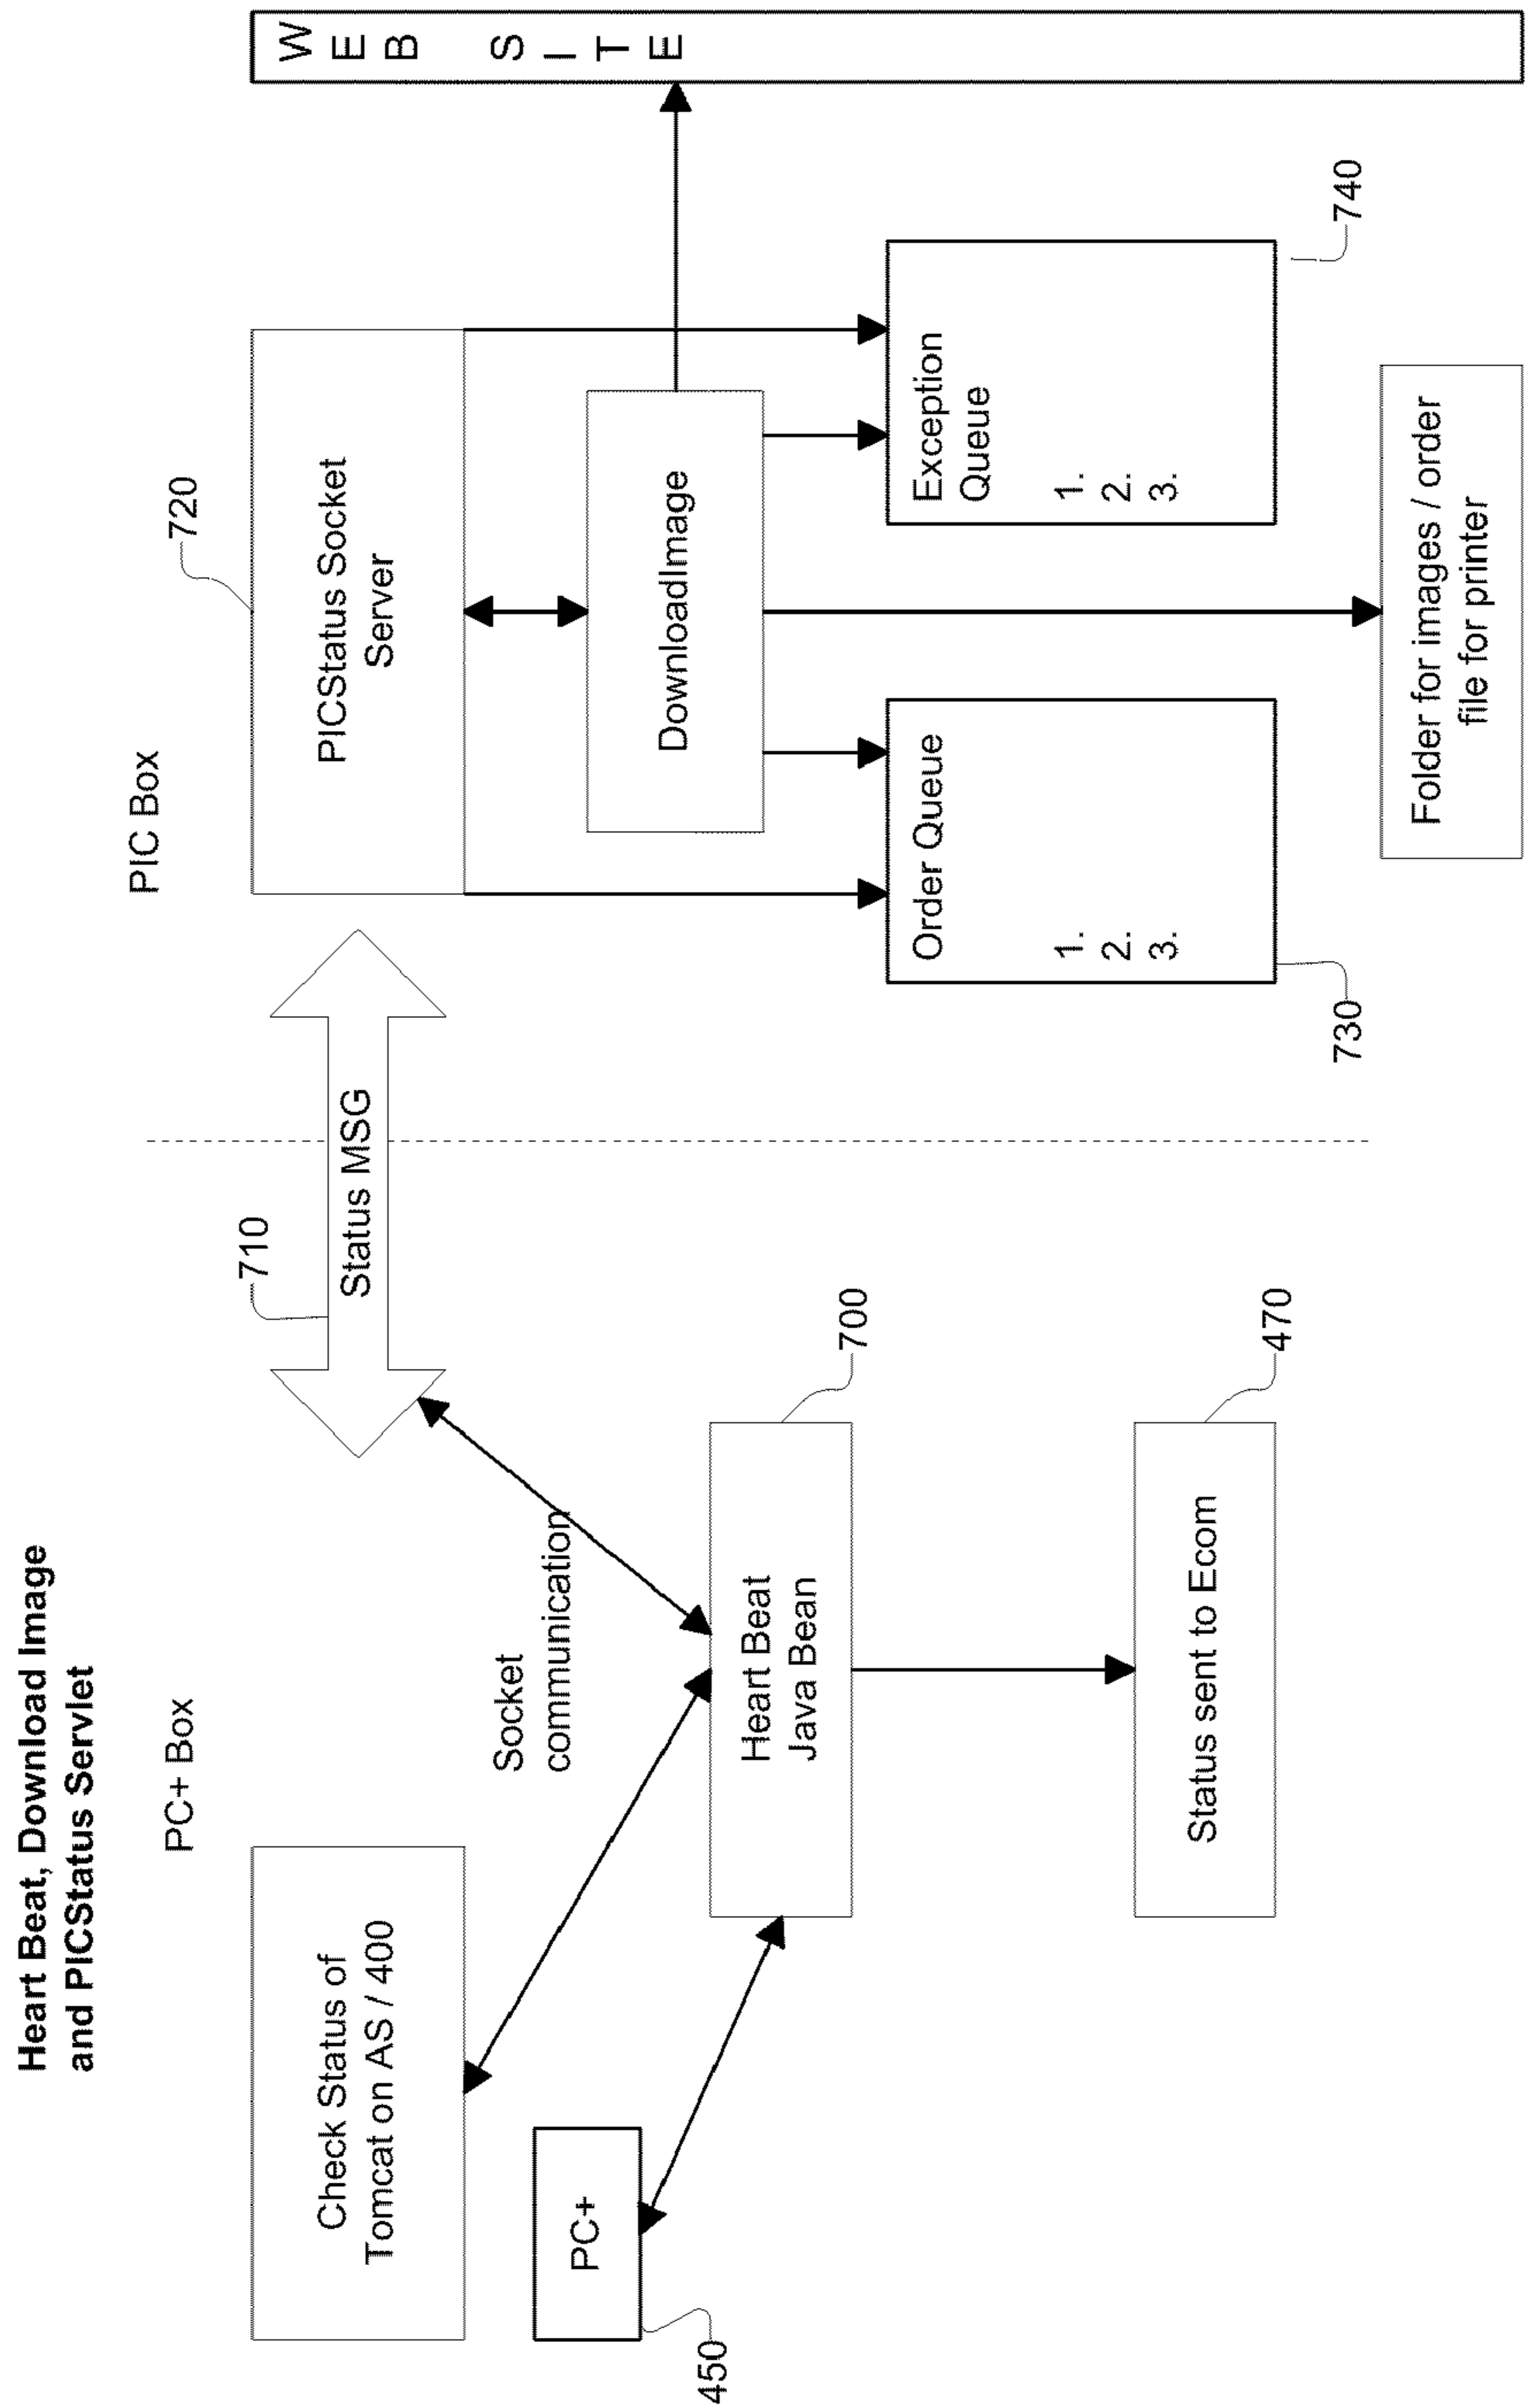 Heart Beat, Download Image
and PICStatus Servlet
PC+ Box
Check Status of
Tomcat on AS / 400
PC+
450
Socket
communication
Heart Beat
Java Bean
700
Status sent to Ecom
470
710
Status MSG
PIC Box
720
PICStatus Socket
Server
DownloadImage
Order Queue
1.
2.
3.
730
Exception
Queue
1.
2.
3.
740
Folder for images / order
file for printer
WEB SITE